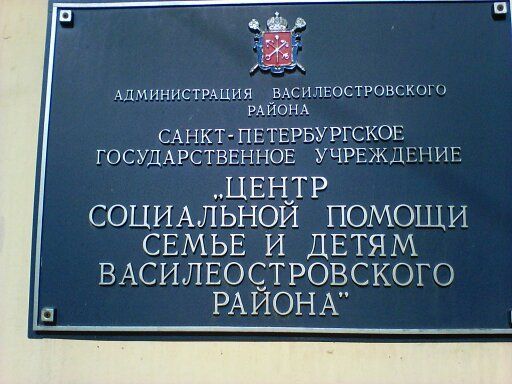 АДМИНИСТРАЦИЯ ВАСИЛЕОСТРОВСКОГО
РАЙОНА
САНКТ-ПЕТЕРБУРГСКОЕ
ГОСУДАРСТВЕННОЕ УЧРЕЖДЕНИЕ
„ЦЕНТР
СОЦИАЛЬНОЙ ПОМОЩИ
СЕМЬЕ И ДЕТЯМ
ВАСИЛЕОСТРОВСКОГО
РАЙОНА”